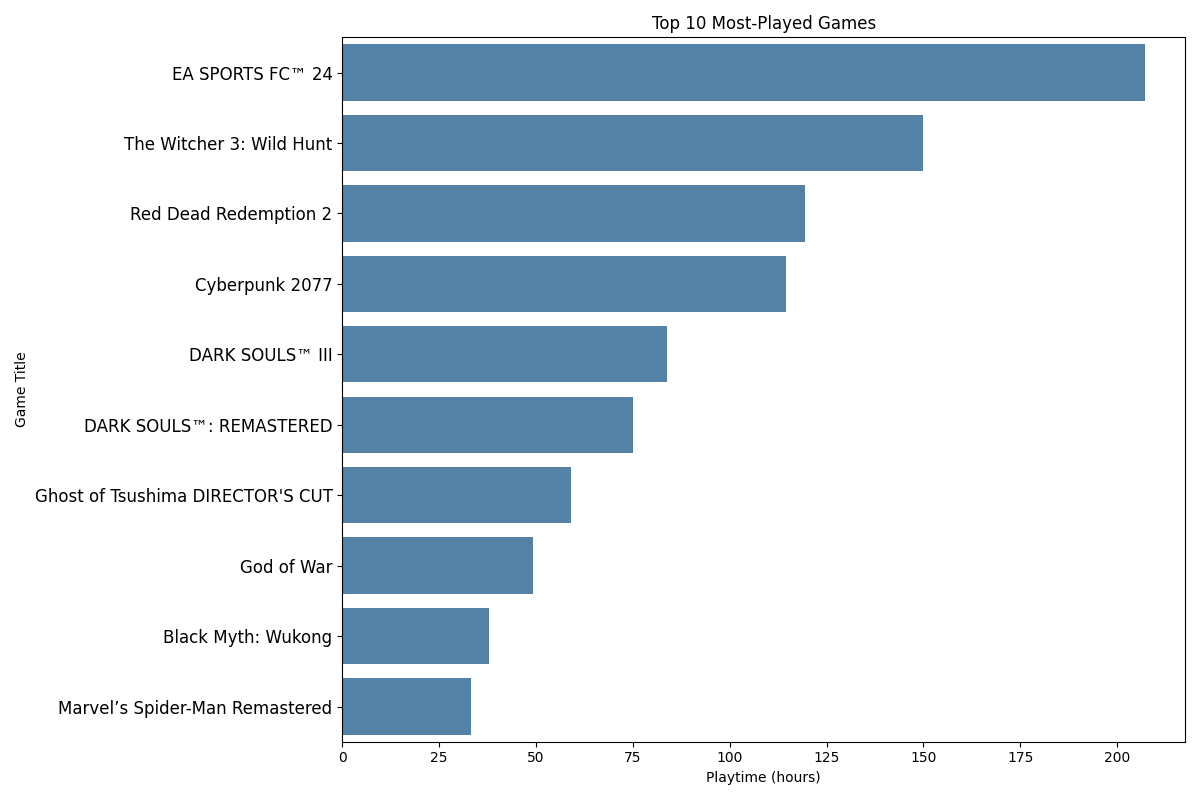 Top 10 Most-Played Games
Game Title
EA SPORTS FC™ 24
The Witcher 3: Wild Hunt
Red Dead Redemption 2
Cyberpunk 2077
DARK SOULS™ III
DARK SOULS™: REMASTERED
Ghost of Tsushima DIRECTOR'S CUT
God of War
Black Myth: Wukong
Marvel’s Spider-Man Remastered
0 25 50 75 100 125 150 175 200
Playtime (hours)